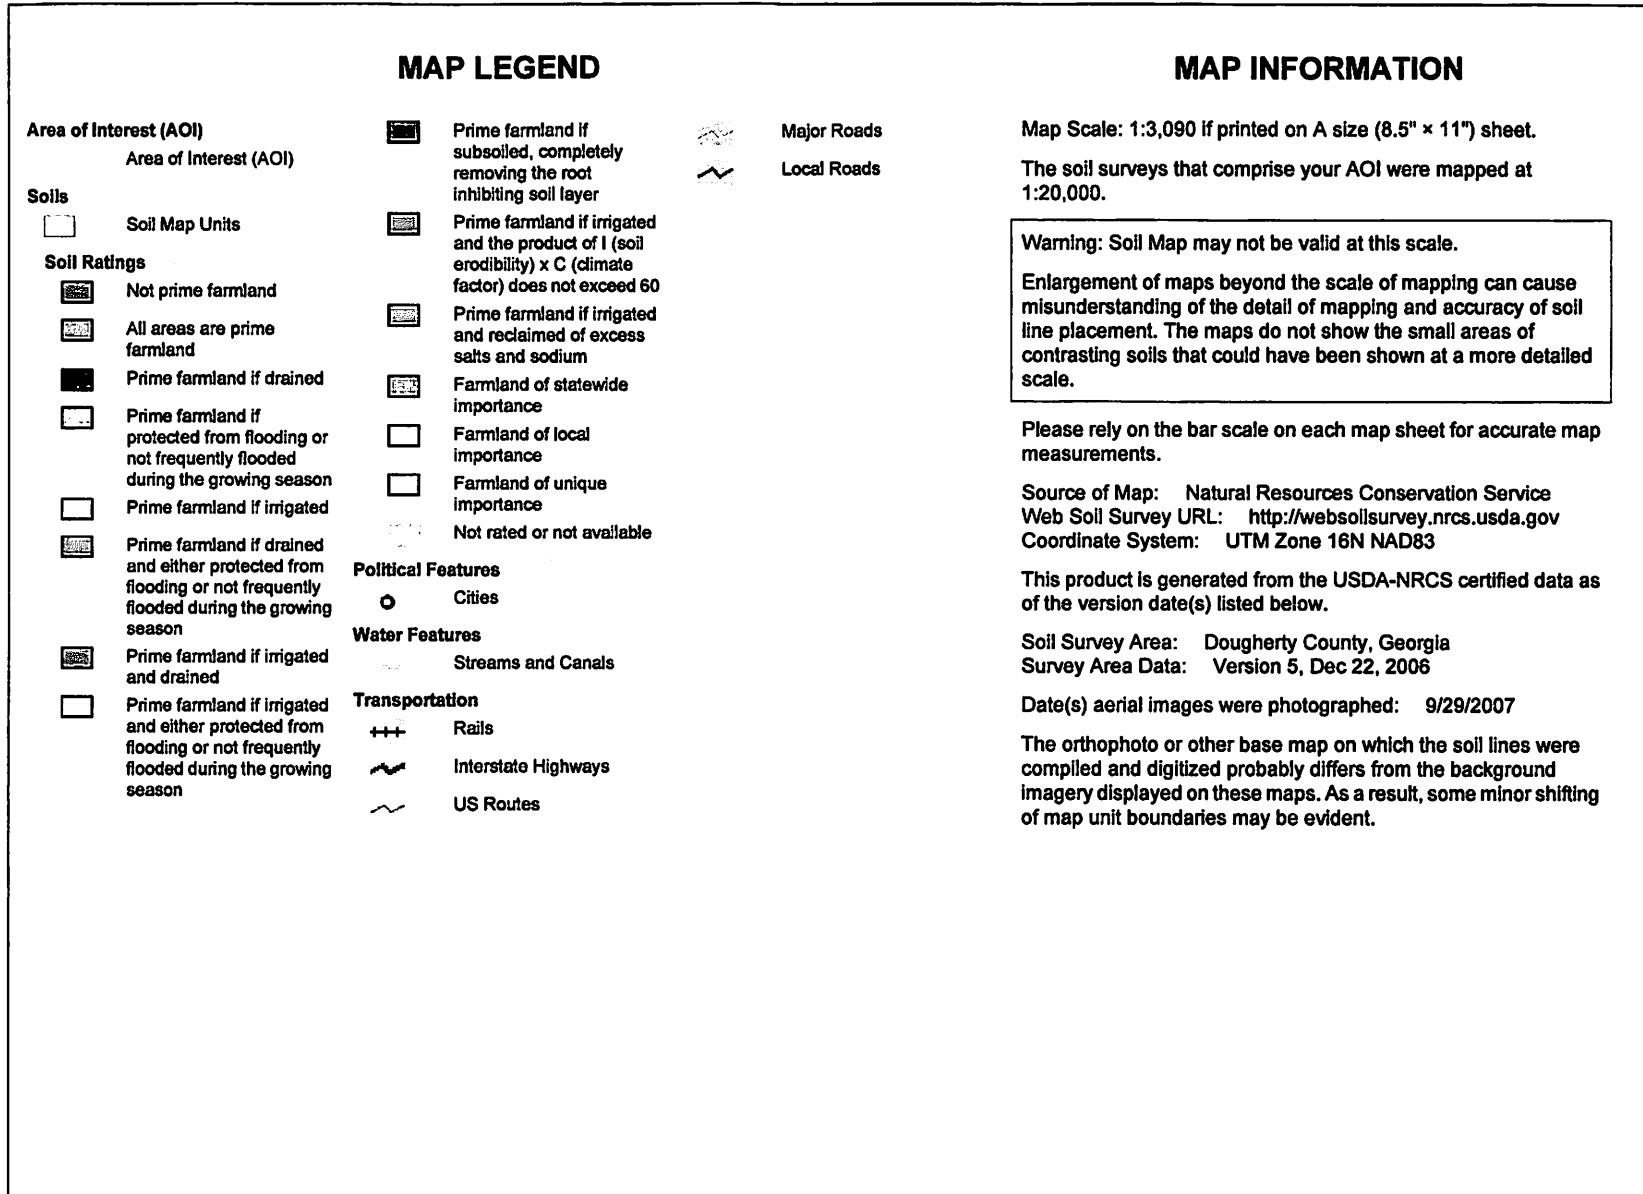 MAP LEGEND
Area of Interest (AOI)
Area of Interest (AOI)
Soils
Soil Map Units
Soil Ratings
Not prime farmland
All areas are prime
farmland
Prime farmland if drained
Prime farmland if
protected from flooding or
not frequently flooded
during the growing season
Prime farmland if irrigated
Prime farmland if drained
and either protected from
flooding or not frequently
flooded during the growing
season
Prime farmland if irrigated
and drained
Prime farmland if irrigated
and either protected from
flooding or not frequently
flooded during the growing
season
Prime farmland if
subsoiled, completely
removing the root
inhibiting soil layer
Prime farmland if irrigated
and the product of I (soil
erodibility) x C (climate
factor) does not exceed 60
Prime farmland if irrigated
and reclaimed of excess
salts and sodium
Farmland of statewide
importance
Farmland of local
importance
Farmland of unique
importance
Not rated or not available
Political Features
Cities
Water Features
Streams and Canals
Transportation
Rails
Interstate Highways
US Routes
Major Roads
Local Roads
MAP INFORMATION
Map Scale: 1:3,090 if printed on A size (8.5" × 11") sheet.
The soil surveys that comprise your AOI were mapped at
1:20,000.
Warning: Soil Map may not be valid at this scale.
Enlargement of maps beyond the scale of mapping can cause
misunderstanding of the detail of mapping and accuracy of soil
line placement. The maps do not show the small areas of
contrasting soils that could have been shown at a more detailed
scale.
Please rely on the bar scale on each map sheet for accurate map
measurements.
Source of Map: Natural Resources Conservation Service
Web Soil Survey URL: http://websoilsurvey.nrcs.usda.gov
Coordinate System: UTM Zone 16N NAD83
This product is generated from the USDA-NRCS certified data as
of the version date(s) listed below.
Soil Survey Area: Dougherty County, Georgia
Survey Area Data: Version 5, Dec 22, 2006
Date(s) aerial images were photographed: 9/29/2007
The orthophoto or other base map on which the soil lines were
compiled and digitized probably differs from the background
imagery displayed on these maps. As a result, some minor shifting
of map unit boundaries may be evident.